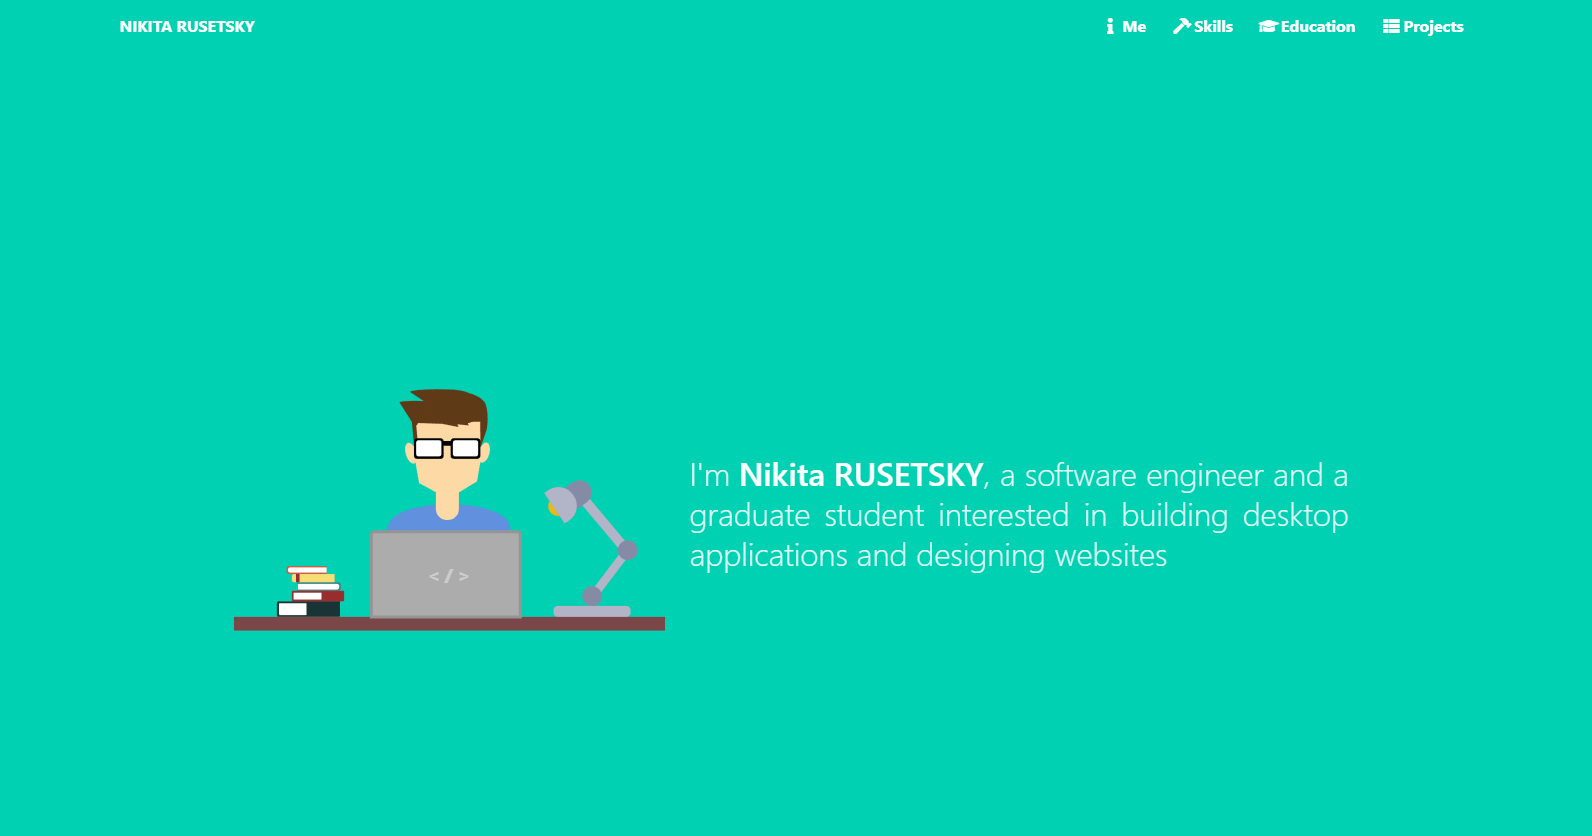 NIKITA RUSETSKY
Me Skills Education Projects
I'm Nikita RUSETSKY, a software engineer and a
graduate student interested in building desktop
applications and designing websites
< / >